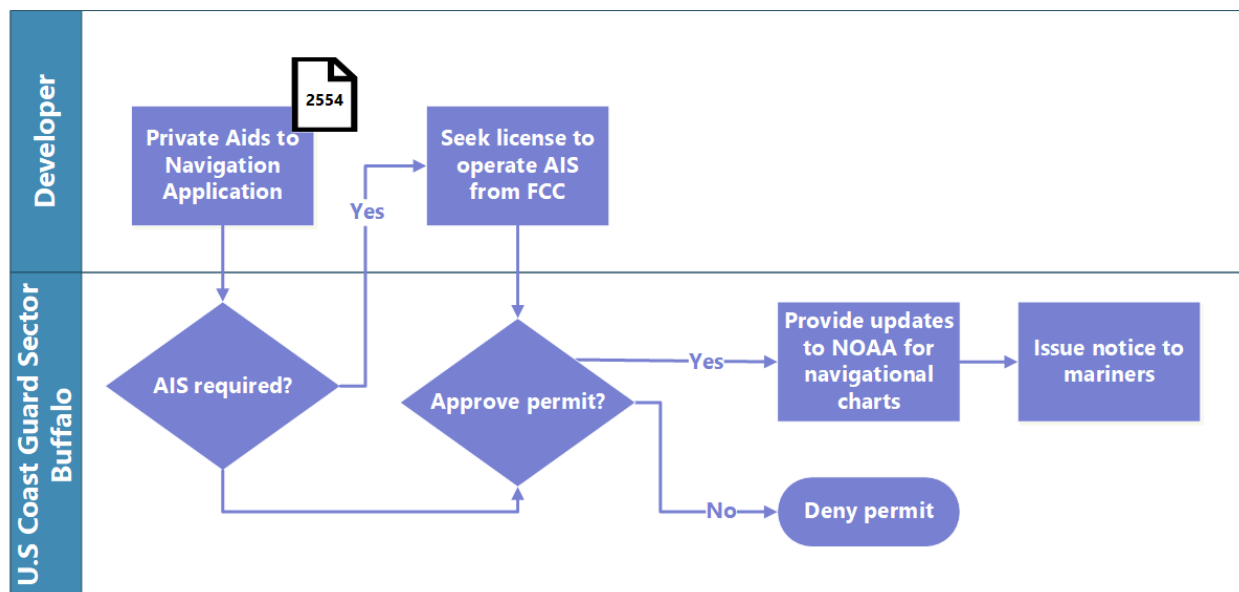 Developer
2554
Private Aids to
Navigation
Application
Seek license to
operate AIS
from FCC
Yes
U.S Coast Guard Sector
Buffalo
AIS required?
Approve permit?
Yes
Provide updates
to NOAA for
navigational
charts
Issue notice to
mariners
No
Deny permit